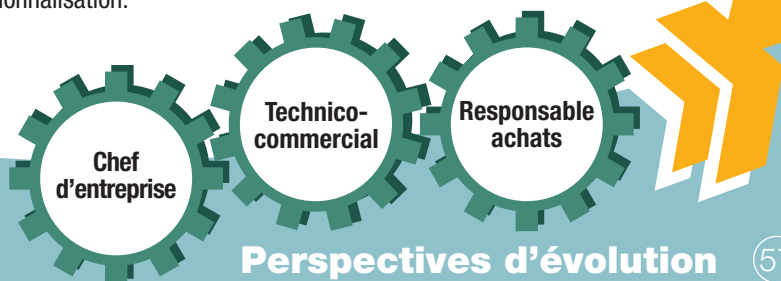 Chef
d’entreprise
Technico-
commercial
Responsable
achats
Perspectives d’évolution